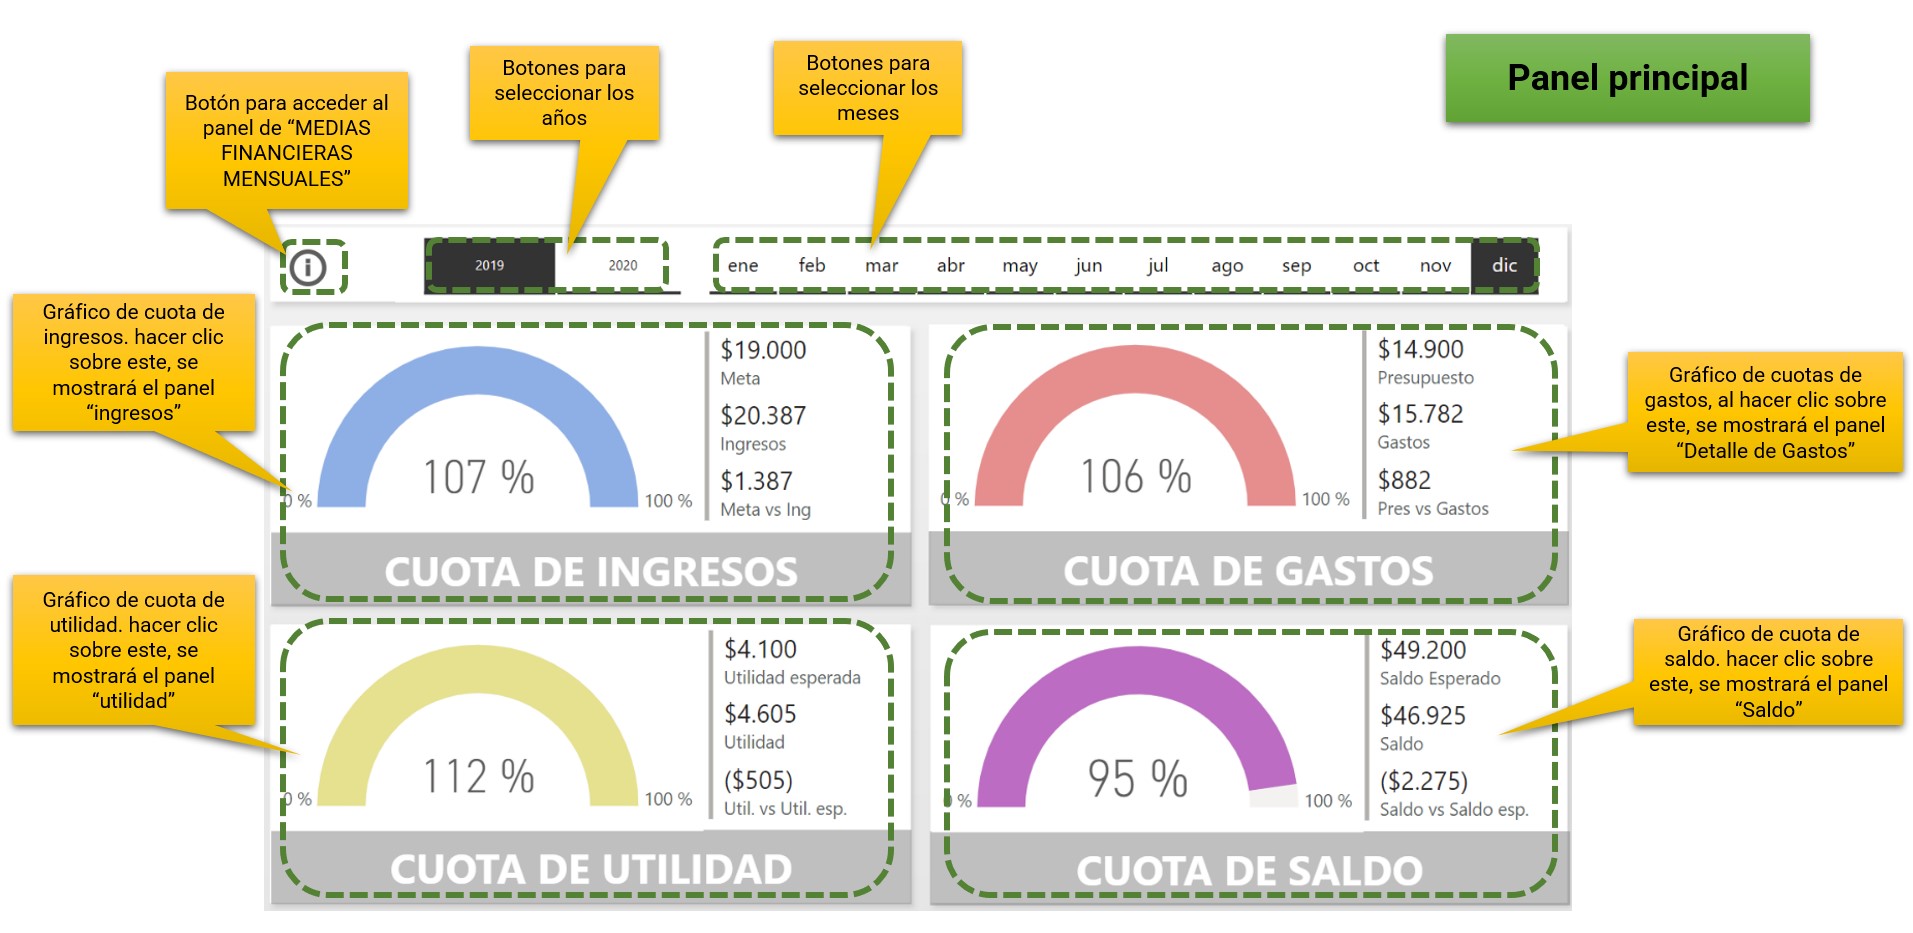 Panel principal
Botón para acceder al
panel de “MEDIAS
FINANCIERAS
MENSUALES”
Botones para
seleccionar los
años
Botones para
seleccionar los
meses
2019
2020
ene feb mar abr may jun jul ago sep oct nov dic
Gráfico de cuota de
ingresos. hacer clic
sobre este, se
mostrará el panel
“ingresos”
107 %
0 %
100 %
$19.000
Meta
$20.387
Ingresos
$1.387
Meta vs Ing
CUOTA DE INGRESOS
106 %
0 %
100 %
$14.900
Presupuesto
$15.782
Gastos
$882
Pres vs Gastos
CUOTA DE GASTOS
Gráfico de cuotas de
gastos, al hacer clic sobre
este, se mostrará el panel
“Detalle de Gastos”
Gráfico de cuota de
utilidad. hacer clic
sobre este, se
mostrará el panel
“utilidad”
112 %
0 %
100 %
$4.100
Utilidad esperada
$4.605
Utilidad
($505)
Util. vs Util. esp.
CUOTA DE UTILIDAD
95 %
0 %
100 %
$49.200
Saldo Esperado
$46.925
Saldo
($2.275)
Saldo vs Saldo esp.
CUOTA DE SALDO
Gráfico de cuota de
saldo. hacer clic sobre
este, se mostrará el panel
“Saldo”